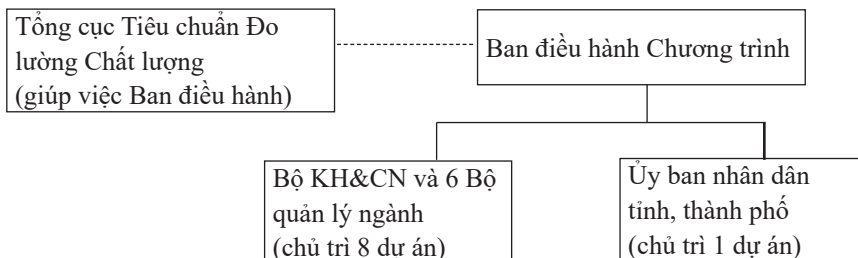 Tổng cục Tiêu chuẩn Đo
lường Chất lượng
(giúp việc Ban điều hành)
Ban điều hành Chương trình
Bộ KH&CN và 6 Bộ
quản lý ngành
(chủ trì 8 dự án)
Ủy ban nhân dân
tỉnh, thành phố
(chủ trì 1 dự án)